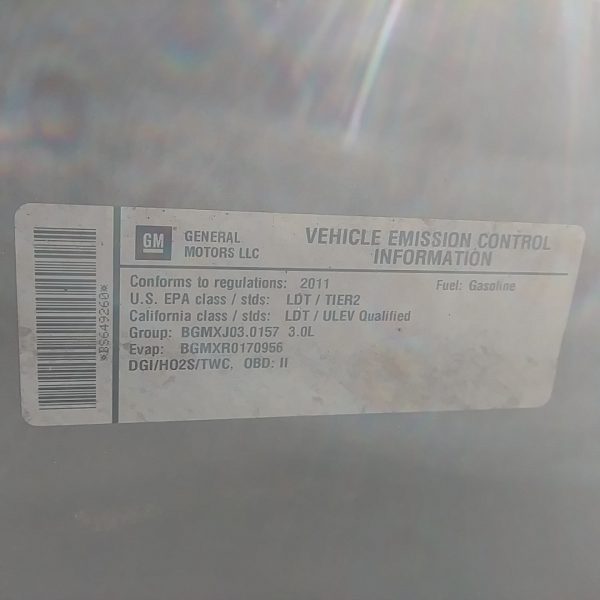 *BS649260*
GM
GENERAL
MOTORS LLC
VEHICLE EMISSION CONTROL
INFORMATION
Conforms to regulations: 2011 Fuel: Gasoline
U.S. EPA class / stds: LDT / TIER2
California class / stds: LDT / ULEV Qualified
Group: BGMXJ03.0157 3.0L
Evap: BGMXR0170956
DGI/HO2S/TWC, OBD: II